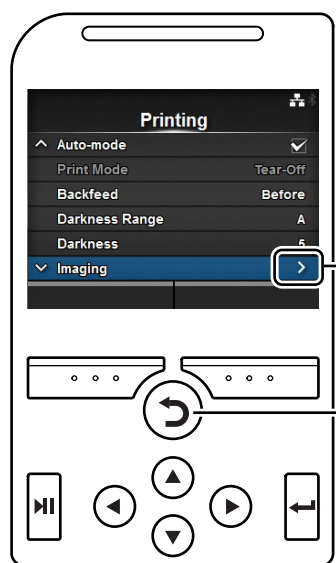 Printing
Auto-mode
Print Mode Tear-Off
Backfeed Before
Darkness Range A
Darkness 5
Imaging